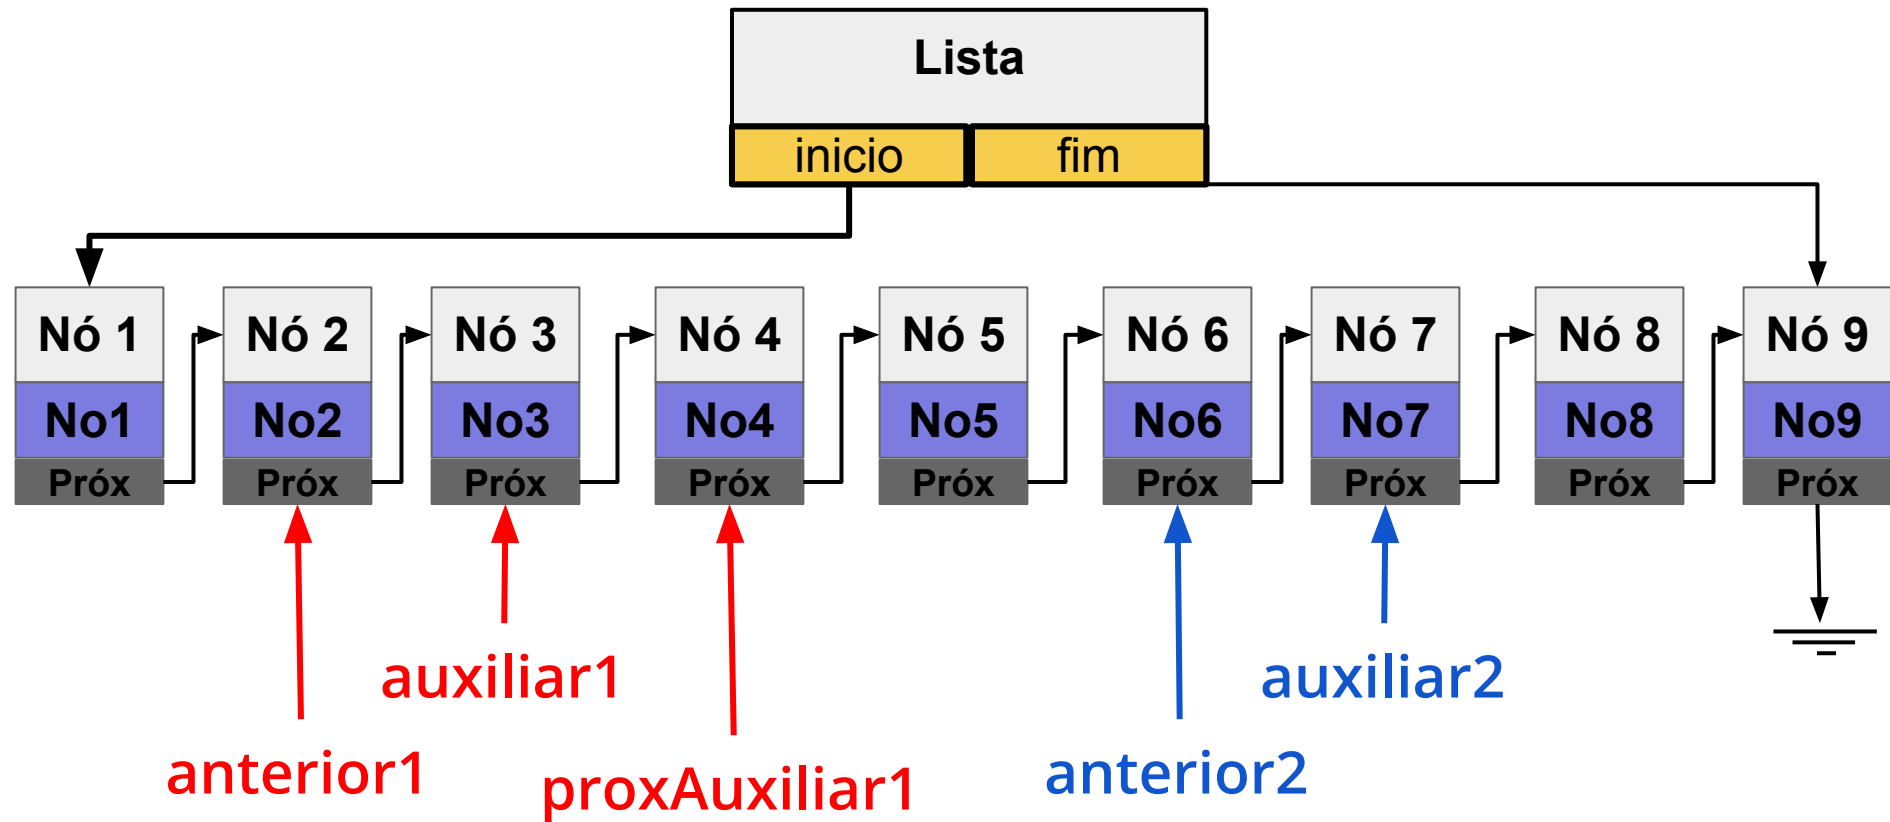 Lista
inicio fim
Nó 1 Nó 2 Nó 3 Nó 4 Nó 5 Nó 6 Nó 7 Nó 8 Nó 9
No1 No2 No3 No4 No5 No6 No7 No8 No9
Próx Próx Próx Próx Próx Próx Próx Próx Próx
auxiliar1 auxiliar2
anterior1 proxAuxiliar1 anterior2